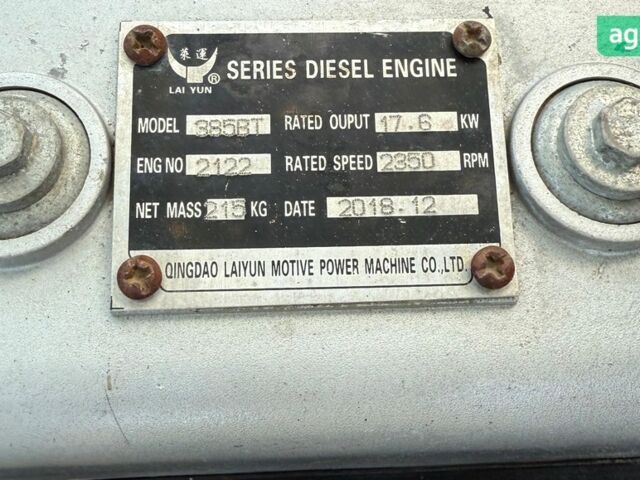 萊運
®
LAI YUN
SERIES DIESEL ENGINE
MODEL 385BT RATED OUPUT 17.6 KW
ENG NO 2122 RATED SPEED 2350 RPM
NET MASS 215 KG DATE 2018.12
QINGDAO LAIYUN MOTIVE POWER MACHINE CO.,LTD.
ag